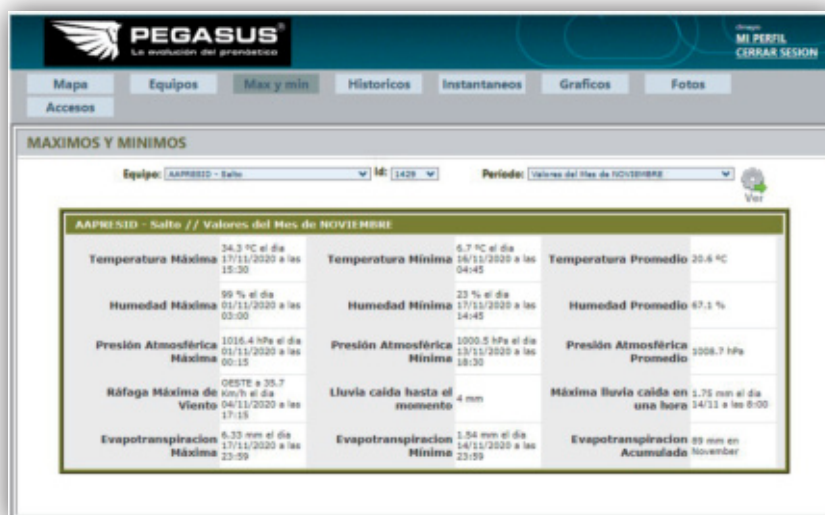 PEGASUS®
La evolución del pronóstico
MI PERFIL
CERRAR SESION
Mapa Equipos Max y min Historicos Instantaneos Graficos Fotos
Accesos
MAXIMOS Y MINIMOS
Equipo: AAPRESID - Salto Id: 1429 Período: Valores del Mes de NOVIEMBRE
Ver
AAPRESID - Salto // Valores del Mes de NOVIEMBRE
Temperatura Máxima 34.3 ºC el dia 17/11/2020 a las 15:30
Temperatura Mínima 6.7 ºC el dia 16/11/2020 a las 04:45
Temperatura Promedio 20.6 ºC
Humedad Máxima 99 % el dia 01/11/2020 a las 03:00
Humedad Mínima 23 % el dia 17/11/2020 a las 14:45
Humedad Promedio 67.1 %
Presión Atmosférica Máxima 1016.4 hPa el dia 01/11/2020 a las 00:15
Presión Atmosférica Mínima 1000.5 hPa el dia 13/11/2020 a las 18:30
Presión Atmosférica Promedio 1008.7 hPa
Ráfaga Máxima de Viento OESTE a 35.7 Km/h el dia 04/11/2020 a las 17:15
Lluvia caida hasta el momento 4 mm
Máxima lluvia caida en una hora 1.75 mm el dia 14/11 a las 8:00
Evapotranspiracion Máxima 6.33 mm el dia 17/11/2020 a las 23:59
Evapotranspiracion Mínima 1.54 mm el dia 14/11/2020 a las 23:59
Evapotranspiracion Acumulada 89 mm en November